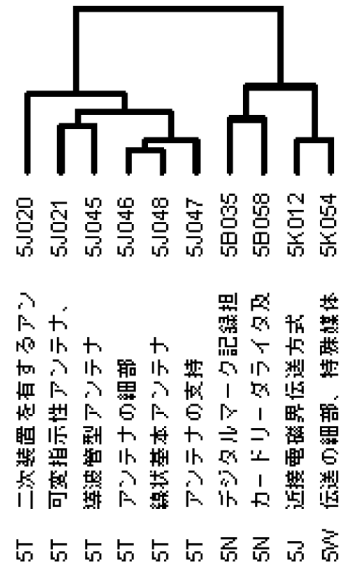 5T 二次装置を有するアン 5J020
5T 可変指示性アンテナ、 5J021
5T 導波管型アンテナ 5J045
5T アンテナの細部 5J046
5T 線状基本アンテナ 5J048
5T アンテナの支持 5J047
5N デジタルマーク記録担 5B035
5N カードリーダライタ及 5B058
5J 近接電磁界伝送方式 5K012
5W 伝送の細部、特殊媒体 5K054